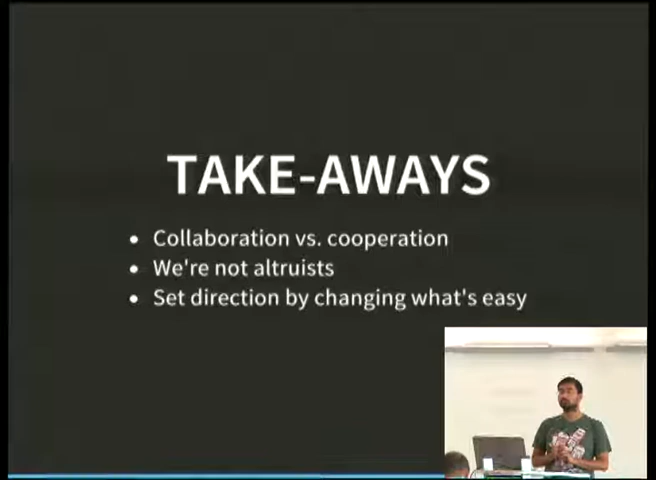 TAKE-AWAYS
Collaboration vs. cooperation
We're not altruists
Set direction by changing what's easy